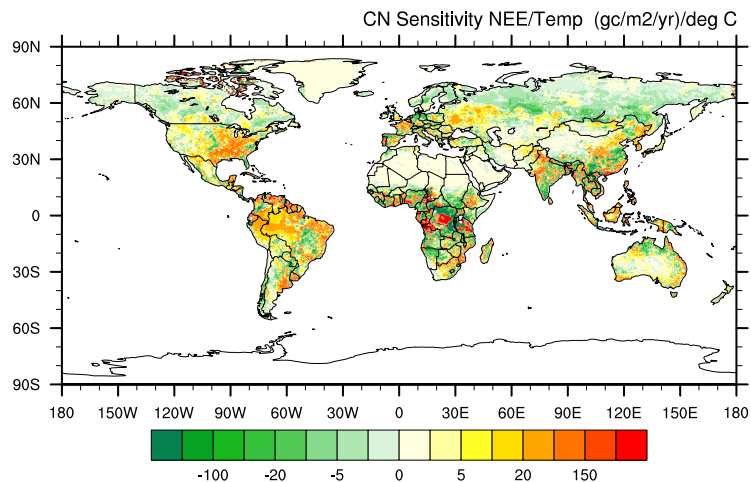 CN Sensitivity NEE/Temp (gc/m2/yr)/deg C
90N
60N
30N
0
30S
60S
90S
180 150W 120W 90W 60W 30W 0 30E 60E 90E 120E 150E 180
-100 -20 -5 0 5 20 150